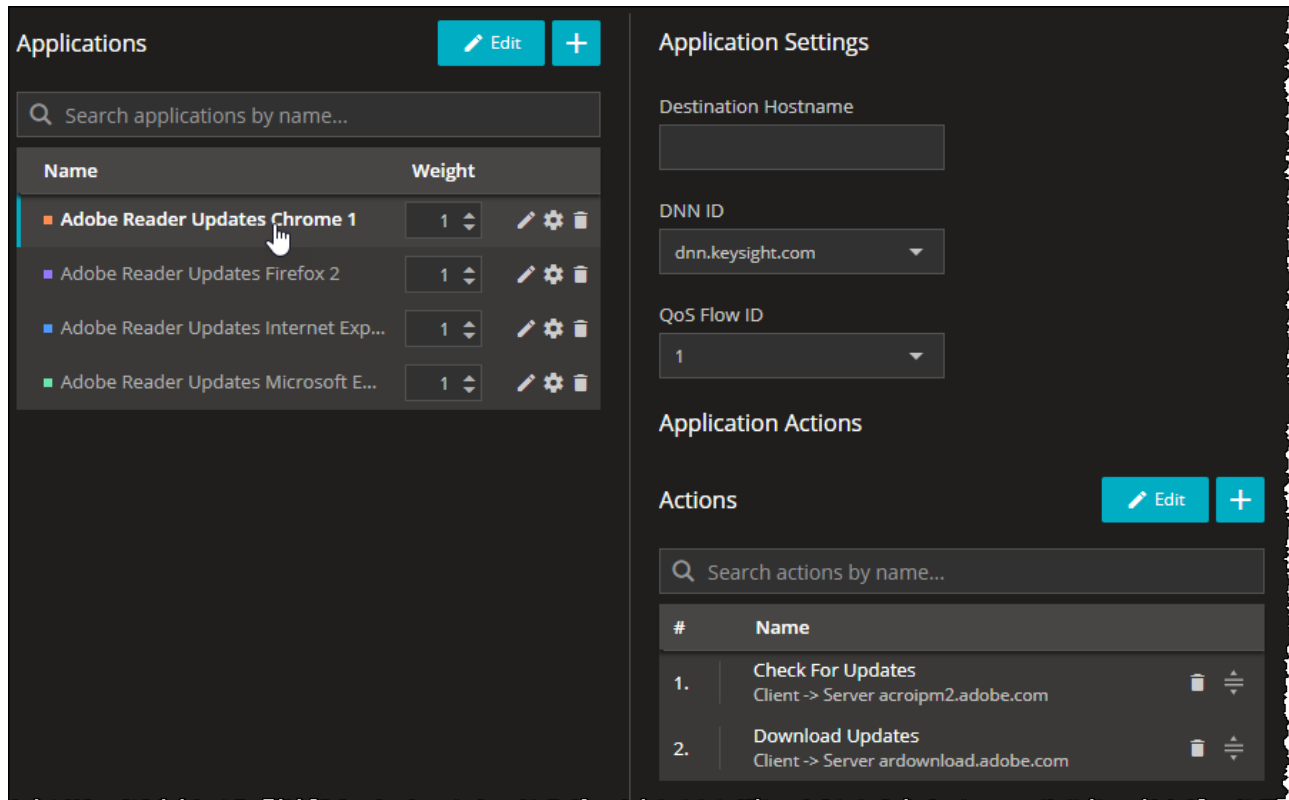 Applications
Edit
Search applications by name...
Name Weight
Adobe Reader Updates Chrome 1 1
Adobe Reader Updates Firefox 2 1
Adobe Reader Updates Internet Exp... 1
Adobe Reader Updates Microsoft E... 1
Application Settings
Destination Hostname
DNN ID
dnn.keysight.com
QoS Flow ID
1
Application Actions
Actions
Edit
Search actions by name...
# Name
1. Check For Updates
Client -> Server acroipm2.adobe.com
2. Download Updates
Client -> Server ardownload.adobe.com